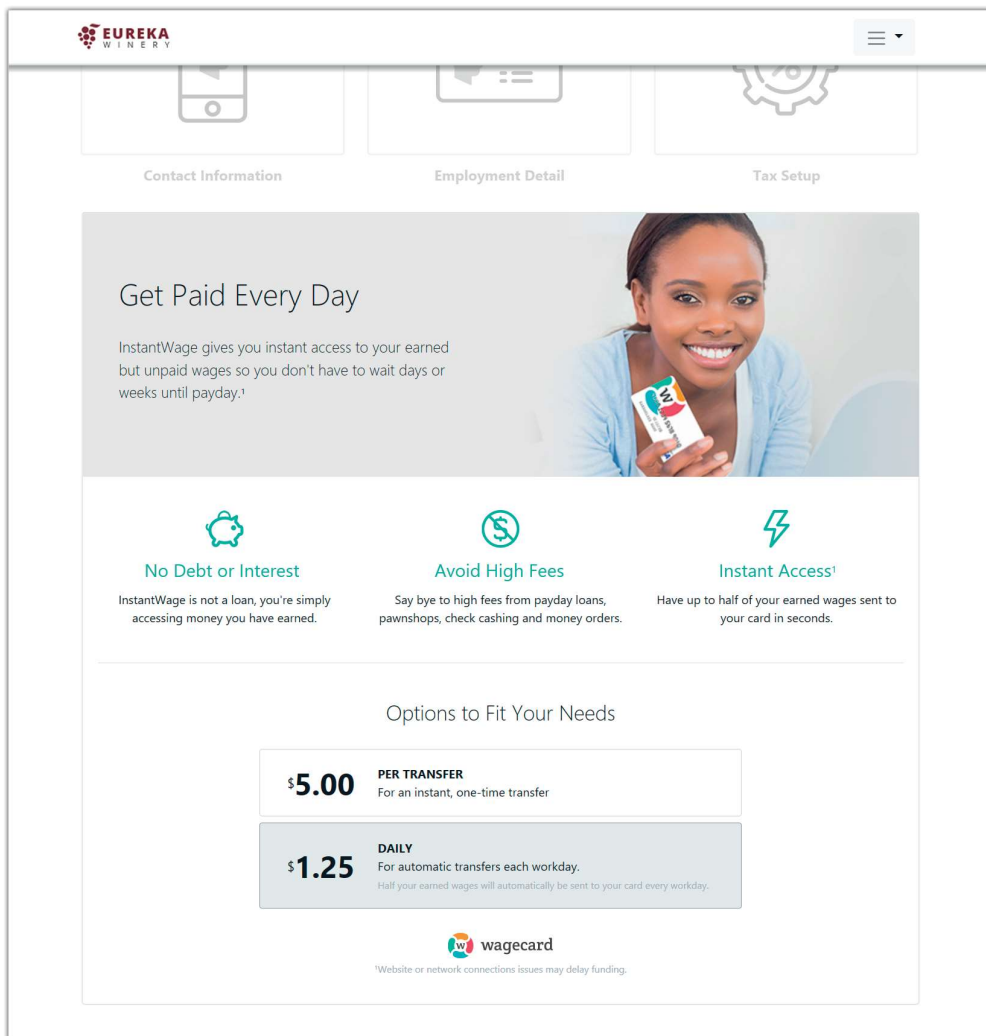 EUREKA
WINERY
Contact Information
Employment Detail
Tax Setup
Get Paid Every Day
InstantWage gives you instant access to your earned
but unpaid wages so you don't have to wait days or
weeks until payday.¹
W
No Debt or Interest
InstantWage is not a loan, you're simply
accessing money you have earned.
Avoid High Fees
Say bye to high fees from payday loans,
pawnshops, check cashing and money orders.
Instant Access¹
Have up to half of your earned wages sent to
your card in seconds.
Options to Fit Your Needs
$5.00
PER TRANSFER
For an instant, one-time transfer
$1.25
DAILY
For automatic transfers each workday.
Half your earned wages will automatically be sent to your card every workday.
w wagecard
¹Website or network connections issues may delay funding.